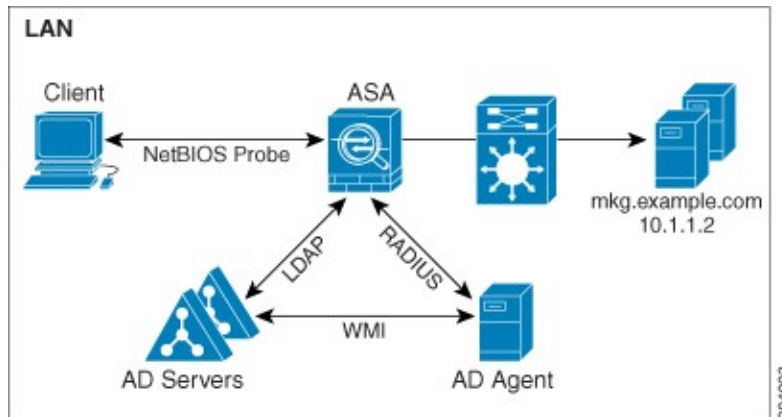 LAN
Client
ASA
NetBIOS Probe
mkg.example.com
10.1.1.2
LDAP
RADIUS
WMI
AD Servers
AD Agent